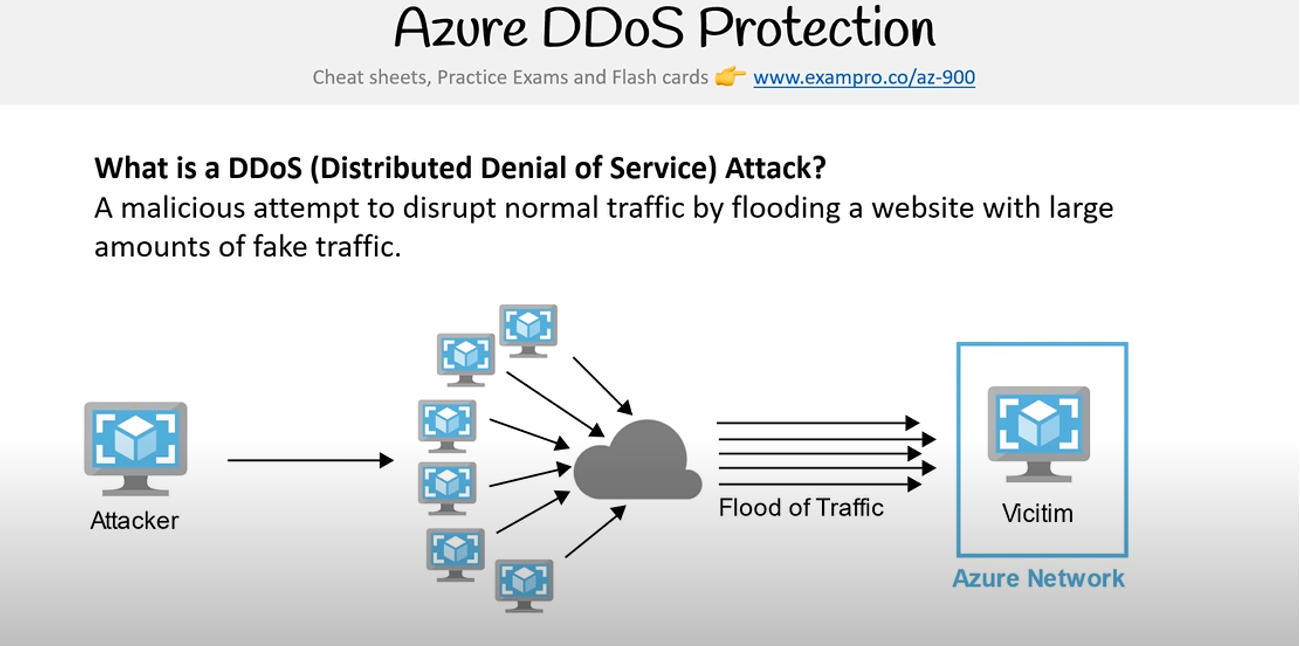 Azure DDoS Protection
Cheat sheets, Practice Exams and Flash cards 👉 www.exampro.co/az-900
What is a DDoS (Distributed Denial of Service) Attack?
A malicious attempt to disrupt normal traffic by flooding a website with large
amounts of fake traffic.
Attacker
Flood of Traffic
Vicitim
Azure Network